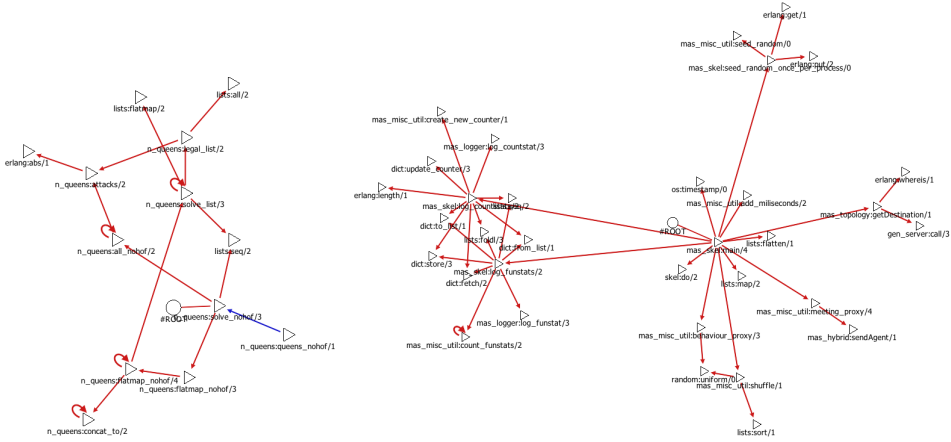 erlang:get/1
mas_misc_util:seed_random/0
erlang:put/2
mas_skel:seed_random_once_per_process/0
lists:all/2
lists:flatmap/2
mas_misc_util:create_new_counter/1
n_queens:legal_list/2
mas_logger:log_countstat/3
erlang:abs/1
dict:update_counter/3
erlang:whereis/1
n_queens:attacks/2
erlang:length/1
os:timestamp/0
n_queens:solve_list/3
mas_misc_util:add_miliseconds/2
mas_topology:getDestination/1
dict:to_list/1
gen_server:call/3
#ROOT
lists:foldl/3
dict:from_list/1
lists:flatten/1
n_queens:all_nohof/2
lists:seq/2
mas_skel:main/4
dict:store/3
mas_skel:log_funstats/2
skel:do/2
dict:fetch/2
lists:map/2
#ROOT
n_queens:solve_nohof/3
mas_logger:log_funstat/3
mas_misc_util:meeting_proxy/4
mas_misc_util:behaviour_proxy/3
mas_hybrid:sendAgent/1
n_queens:queens_nohof/1
mas_misc_util:count_funstats/2
n_queens:flatmap_nohof/4
n_queens:flatmap_nohof/3
random:uniform/0
mas_misc_util:shuffle/1
n_queens:concat_to/2
lists:sort/1